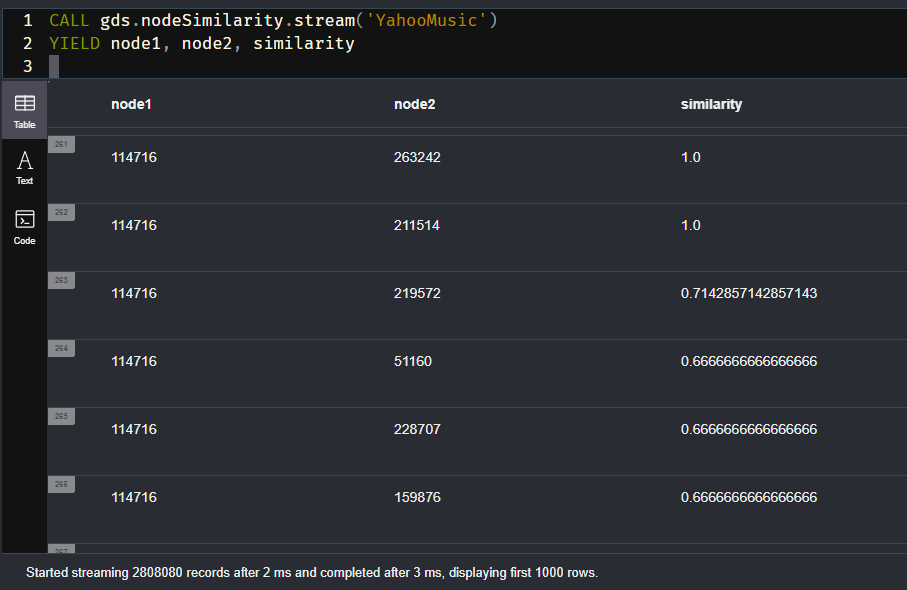 1 CALL gds.nodeSimilarity.stream('YahooMusic')
2 YIELD node1, node2, similarity
3
Table
Text
Code
node1 node2 similarity
261 114716 263242 1.0
262 114716 211514 1.0
263 114716 219572 0.7142857142857143
264 114716 51160 0.6666666666666666
265 114716 228707 0.6666666666666666
266 114716 159876 0.6666666666666666
267
Started streaming 2808080 records after 2 ms and completed after 3 ms, displaying first 1000 rows.